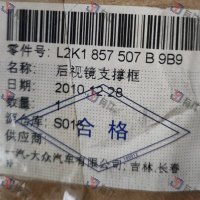 零件号: L2K1 857 507 B 9B9
名称: 后视镜支撑框
日期: 2010.12.28
数量: 1
S015
供应商
合格
汽-大众汽车有限公司; 吉林,长春